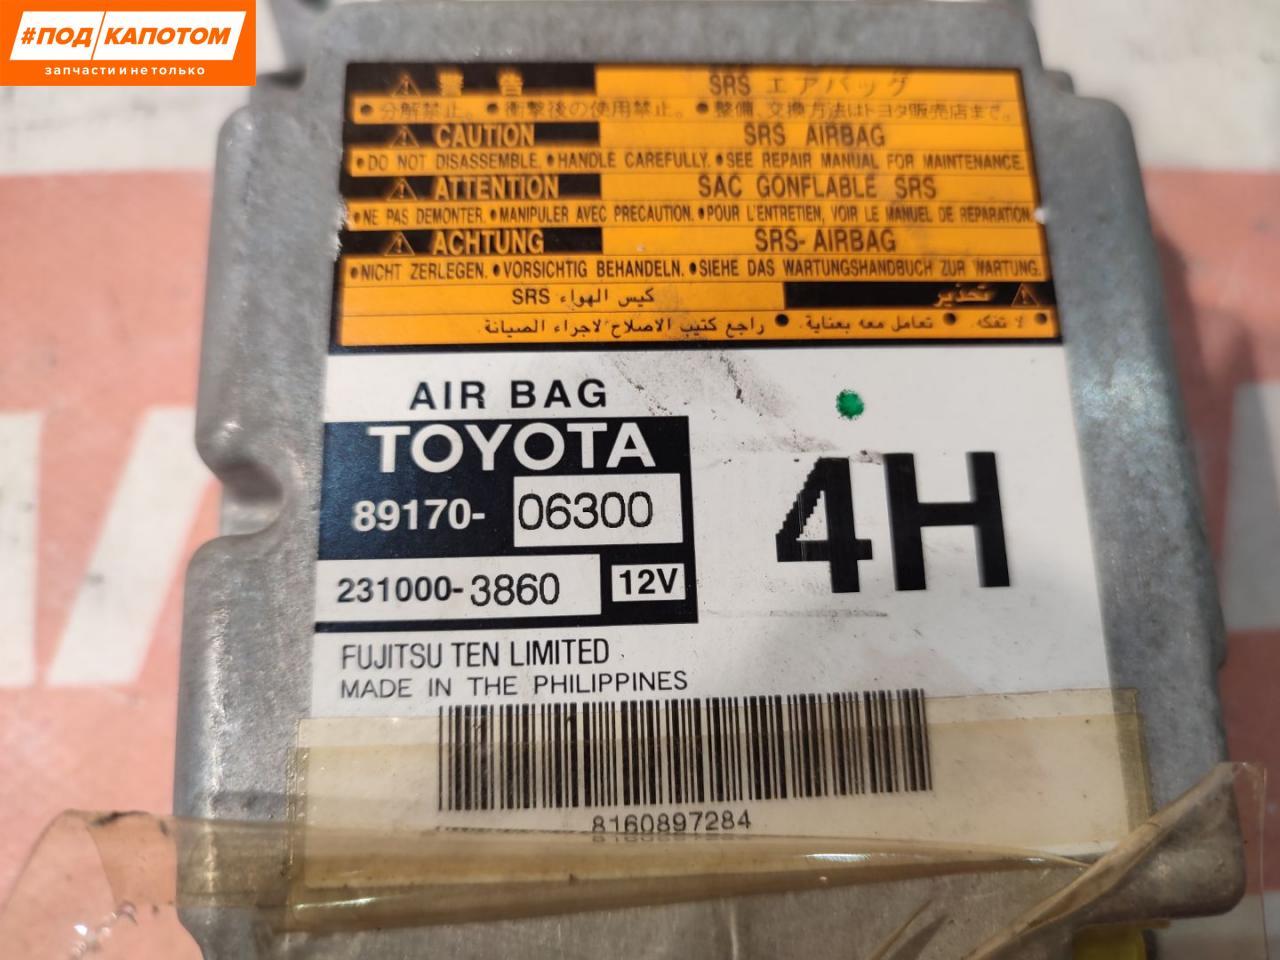 #ПОД КАПОТОМ
запчасти и не только
警 告 SRS エアバッグ
●分解禁止。●衝撃後の使用禁止。●整備、交換方法はトヨタ販売店まで。
CAUTION SRS AIRBAG
●DO NOT DISASSEMBLE. ●HANDLE CAREFULLY. ●SEE REPAIR MANUAL FOR MAINTENANCE.
ATTENTION SAC GONFLABLE SRS
●NE PAS DEMONTER. ●MANIPULER AVEC PRECAUTION. ●POUR L'ENTRETIEN, VOIR LE MANUEL DE REPARATION.
ACHTUNG SRS-AIRBAG
●NICHT ZERLEGEN. ●VORSICHTIG BEHANDELN. ●SIEHE DAS WARTUNGSHANDBUCH ZUR WARTUNG.
تحذير كيس الهواء SRS
● لا تفكه. ● تعامل معه بعناية. ● راجع كتيب الاصلاح لاجراء الصيانة.
AIR BAG
TOYOTA
89170-06300
4H
231000-3860 12V
FUJITSU TEN LIMITED
MADE IN THE PHILIPPINES
8160897284